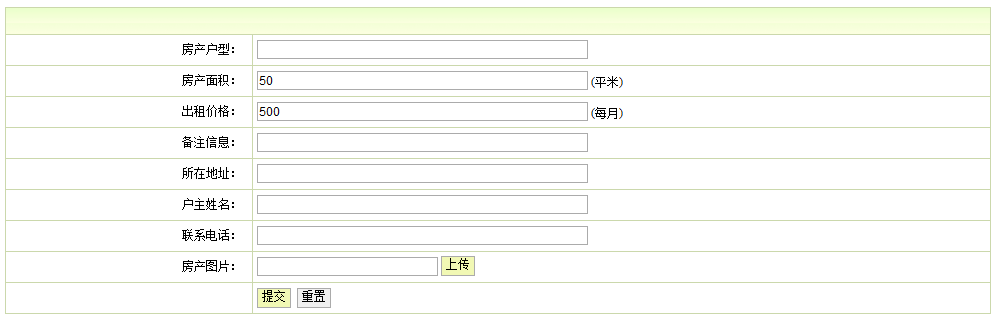 房产户型：
房产面积： 50 (平米)
出租价格： 500 (每月)
备注信息：
所在地址：
户主姓名：
联系电话：
房产图片： 上传
提交 重置